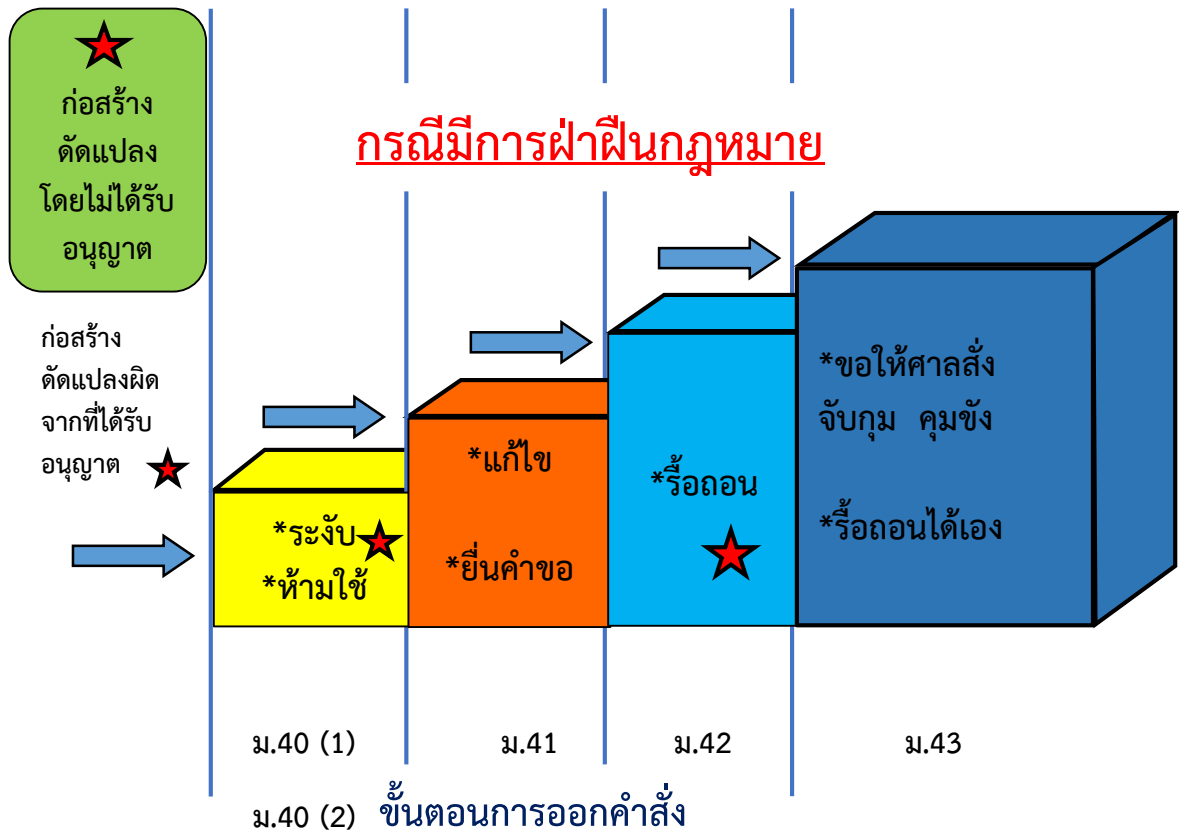 ก่อสร้าง
ดัดแปลง
โดยไม่ได้รับ
อนุญาต
กรณีมีการฝ่าฝืนกฎหมาย
ก่อสร้าง
ดัดแปลงผิด
จากที่ได้รับ
อนุญาต
*ระงับ
*ห้ามใช้
*แก้ไข
*ยื่นคำขอ
*รื้อถอน
*ขอให้ศาลสั่ง
จับกุม คุมขัง
*รื้อถอนได้เอง
ม.40 (1)
ม.41
ม.42
ม.43
ม.40 (2)
ขั้นตอนการออกคำสั่ง